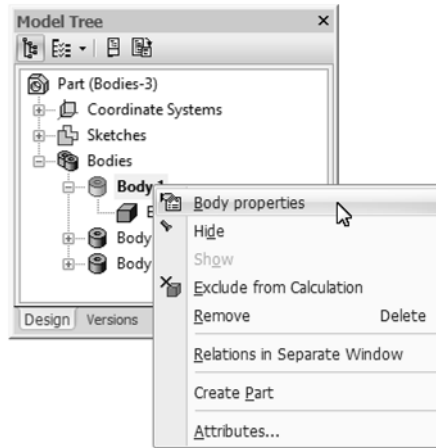 Model Tree
Part (Bodies-3)
Coordinate Systems
Sketches
Bodies
Body 1
Body
Body
Design Versions
Body properties
Hide
Show
Exclude from Calculation
Remove Delete
Relations in Separate Window
Create Part
Attributes...